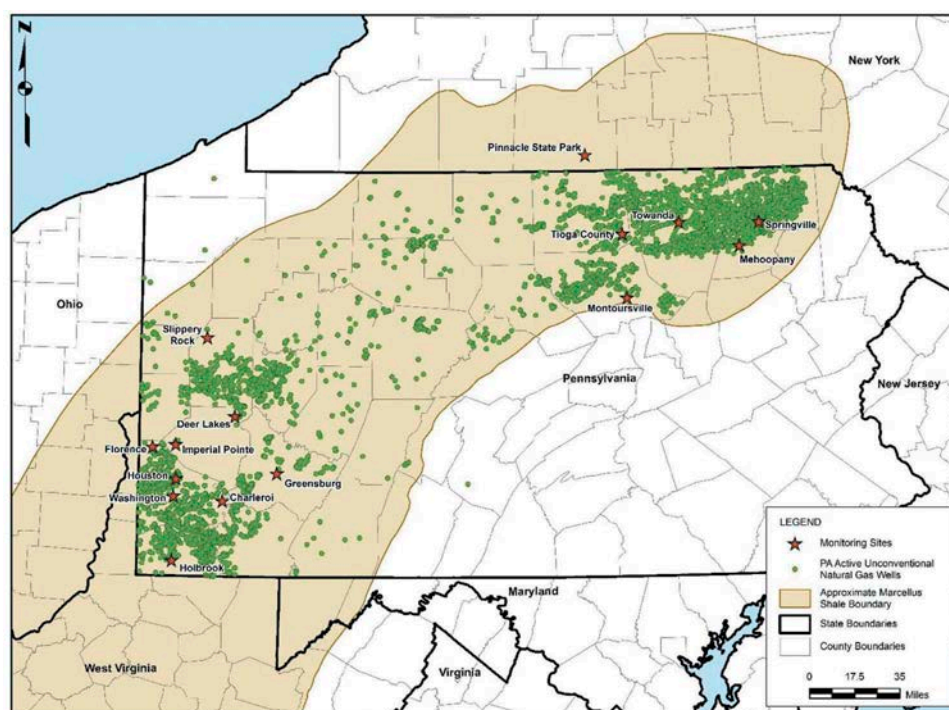 N
New York
Pinnacle State Park
Towanda
Springville
Tioga County
Mehoopany
Montoursville
Ohio
Slippery
Rock
Pennsylvania
New Jersey
Deer Lakes
Florence
Imperial Pointe
Houston
Greensburg
Washington
Charleroi
Holbrook
Maryland
West Virginia
Virginia
LEGEND
Monitoring Sites
PA Active Unconventional
Natural Gas Wells
Approximate Marcellus
Shale Boundary
State Boundaries
County Boundaries
0 17.5 35
Miles